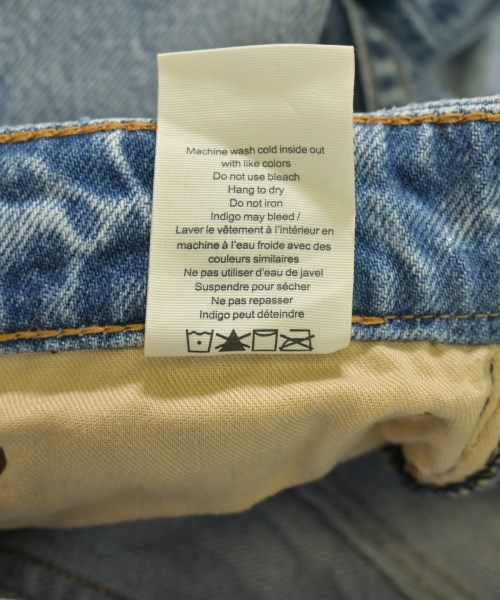 Machine wash cold inside out
with like colors
Do not use bleach
Hang to dry
Do not iron
Indigo may bleed /
Laver le vêtement à l'intérieur en
machine à l'eau froide avec des
couleurs similaires
Ne pas utiliser d'eau de javel
Suspendre pour sécher
Ne pas repasser
Indigo peut déteindre